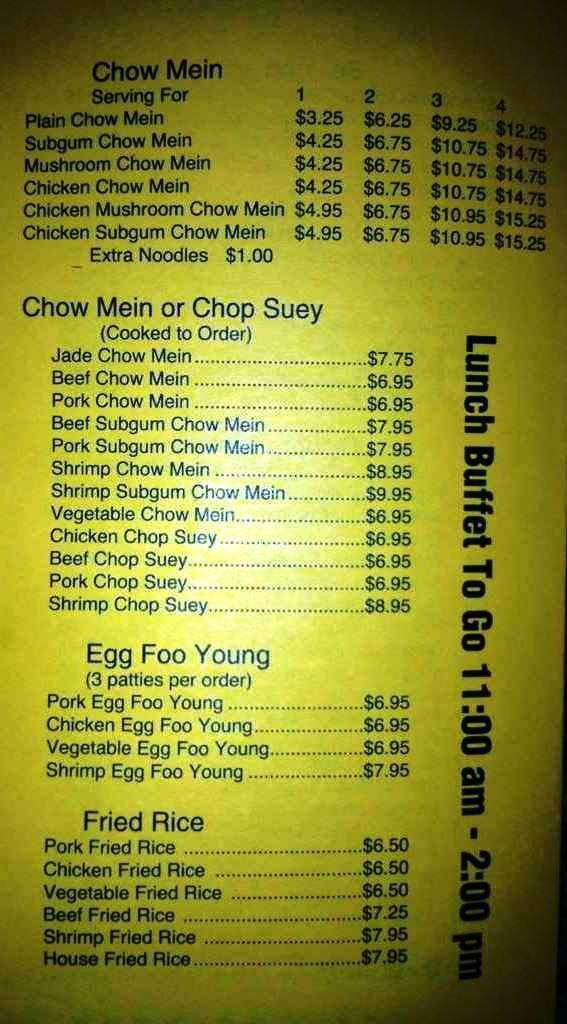 Chow Mein
Serving For 1 2 3 4
Plain Chow Mein $3.25 $6.25 $9.25 $12.25
Subgum Chow Mein $4.25 $6.75 $10.75 $14.75
Mushroom Chow Mein $4.25 $6.75 $10.75 $14.75
Chicken Chow Mein $4.25 $6.75 $10.75 $14.75
Chicken Mushroom Chow Mein $4.95 $6.75 $10.95 $15.25
Chicken Subgum Chow Mein $4.95 $6.75 $10.95 $15.25
Extra Noodles $1.00
Chow Mein or Chop Suey
(Cooked to Order)
Jade Chow Mein..............................$7.75
Beef Chow Mein ..............................$6.95
Pork Chow Mein ..............................$6.95
Beef Subgum Chow Mein.................$7.95
Pork Subgum Chow Mein.................$7.95
Shrimp Chow Mein ..........................$8.95
Shrimp Subgum Chow Mein.............$9.95
Vegetable Chow Mein......................$6.95
Chicken Chop Suey.........................$6.95
Beef Chop Suey...............................$6.95
Pork Chop Suey...............................$6.95
Shrimp Chop Suey...........................$8.95
Egg Foo Young
(3 patties per order)
Pork Egg Foo Young .......................$6.95
Chicken Egg Foo Young...................$6.95
Vegetable Egg Foo Young................$6.95
Shrimp Egg Foo Young ....................$7.95
Fried Rice
Pork Fried Rice ...............................$6.50
Chicken Fried Rice ...........................$6.50
Vegetable Fried Rice .......................$6.50
Beef Fried Rice ................................$7.25
Shrimp Fried Rice ............................$7.95
House Fried Rice..............................$7.95
Lunch Buffet To Go 11:00 am - 2:00 pm